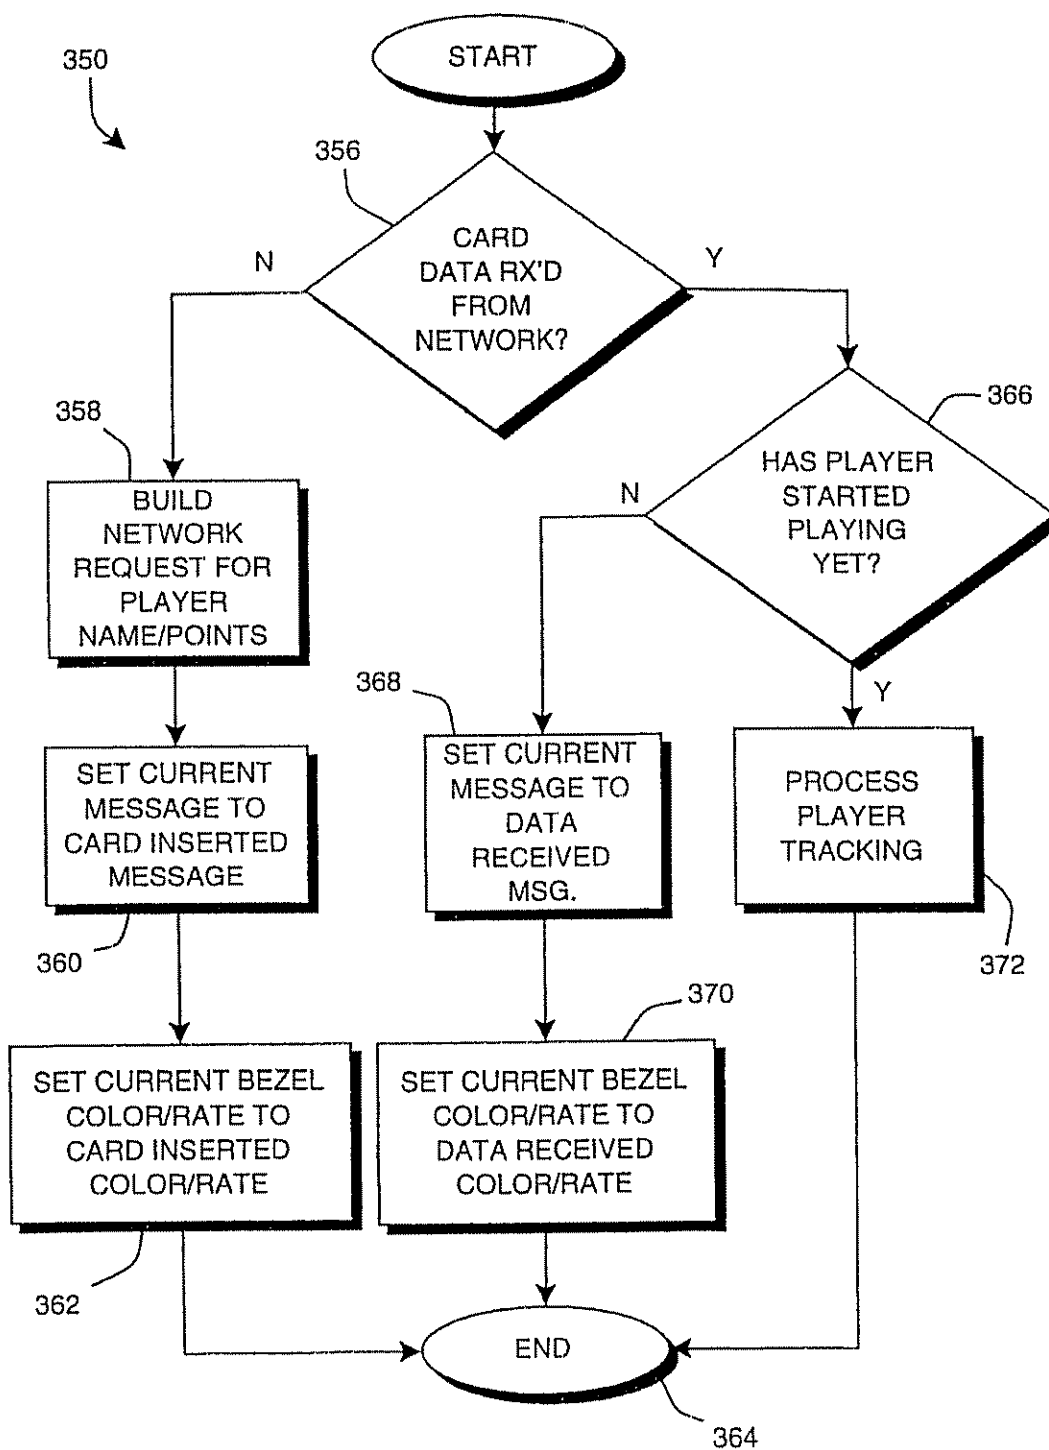 START
350
356
CARD
DATA RX'D
FROM
NETWORK?
N
Y
358
366
BUILD
NETWORK
REQUEST FOR
PLAYER
NAME/POINTS
HAS PLAYER
STARTED
PLAYING
YET?
N
Y
368
SET CURRENT
MESSAGE TO
CARD INSERTED
MESSAGE
360
SET CURRENT
MESSAGE TO
DATA
RECEIVED
MSG.
PROCESS
PLAYER
TRACKING
372
370
SET CURRENT BEZEL
COLOR/RATE TO
CARD INSERTED
COLOR/RATE
362
SET CURRENT BEZEL
COLOR/RATE TO
DATA RECEIVED
COLOR/RATE
END
364